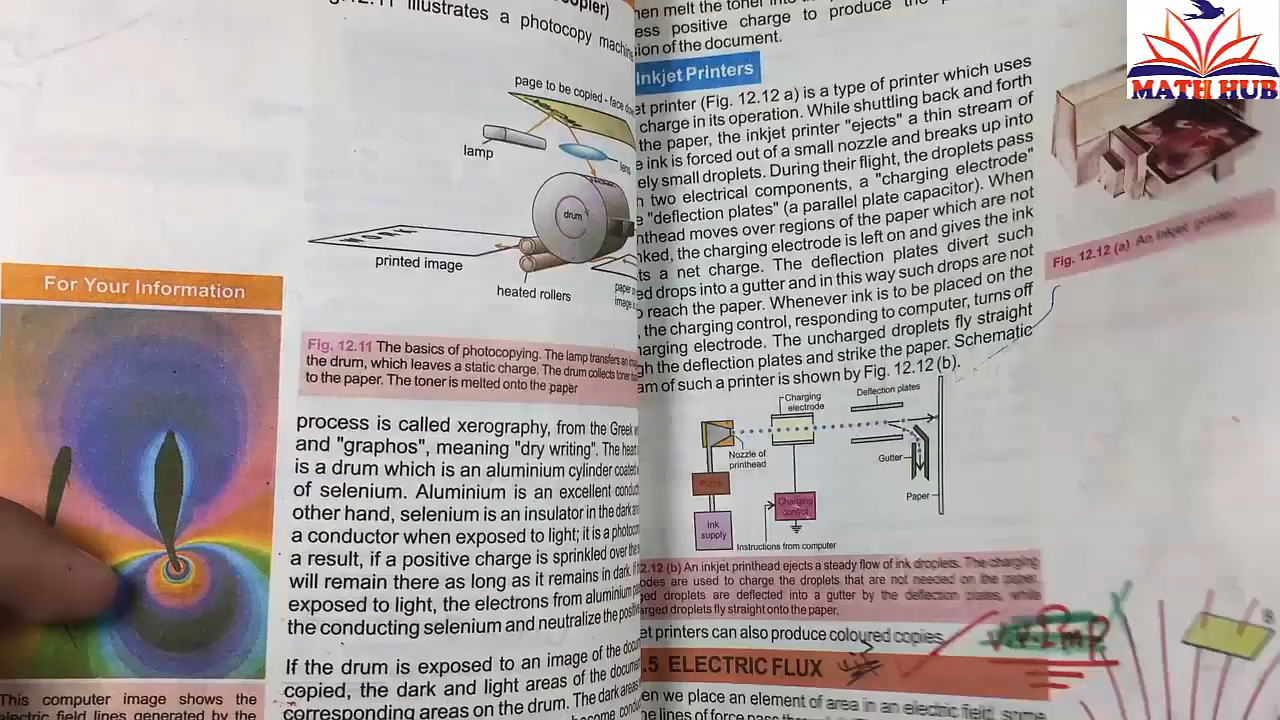 opier)
illustrates a photocopy machine
page to be copied - face do
lamp
lens
drum
WORK
printed image
heated rollers
paper
image
For Your Information
Fig. 12.11 The basics of photocopying. The lamp transfers an
the drum, which leaves a static charge. The drum collects toner
to the paper. The toner is melted onto the paper
process is called xerography, from the Greek
and "graphos", meaning "dry writing". The heart
is a drum which is an aluminium cylinder coated
of selenium. Aluminium is an excellent conduc
other hand, selenium is an insulator in the dark and
a conductor when exposed to light; it is a photoco
a result, if a positive charge is sprinkled over the
will remain there as long as it remains in dark.
exposed to light, the electrons from aluminium
the conducting selenium and neutralize the positi
If the drum is exposed to an image of the docum
copied, the dark and light areas of the documen
corresponding areas on the drum. The dark areas
This computer image shows the
electric field lines generated by the
hen melt the toner
ess positive charge to produce the
sion of the document.
Inkjet Printers
et printer (Fig. 12.12 a) is a type of printer which uses
charge in its operation. While shuttling back and forth
the paper, the inkjet printer "ejects" a thin stream of
e ink is forced out of a small nozzle and breaks up into
ely small droplets. During their flight, the droplets pass
h two electrical components, a "charging electrode"
e "deflection plates" (a parallel plate capacitor). When
nthead moves over regions of the paper which are not
nked, the charging electrode is left on and gives the ink
ts a net charge. The deflection plates divert such
ed drops into a gutter and in this way such drops are not
o reach the paper. Whenever ink is to be placed on the
the charging control, responding to computer, turns off
harging electrode. The uncharged droplets fly straight
gh the deflection plates and strike the paper. Schematic
am of such a printer is shown by Fig. 12.12 (b).
Charging
electrode
Deflection plates
Nozzle of
printhead
Gutter
Pump
Paper
Charging
control
Ink
supply
Instructions from computer
2.12 (b) An inkjet printhead ejects a steady flow of ink droplets. The charging
odes are used to charge the droplets that are not needed on the paper.
ged droplets are deflected into a gutter by the deflection plates, while
arged droplets fly straight onto the paper.
et printers can also produce coloured copies.
V.V.Imp
.5 ELECTRIC FLUX
en we place an element of area in an electric field, some
he lines of force pass
MATH HUB
Fig. 12.12 (a) An inkjet printer